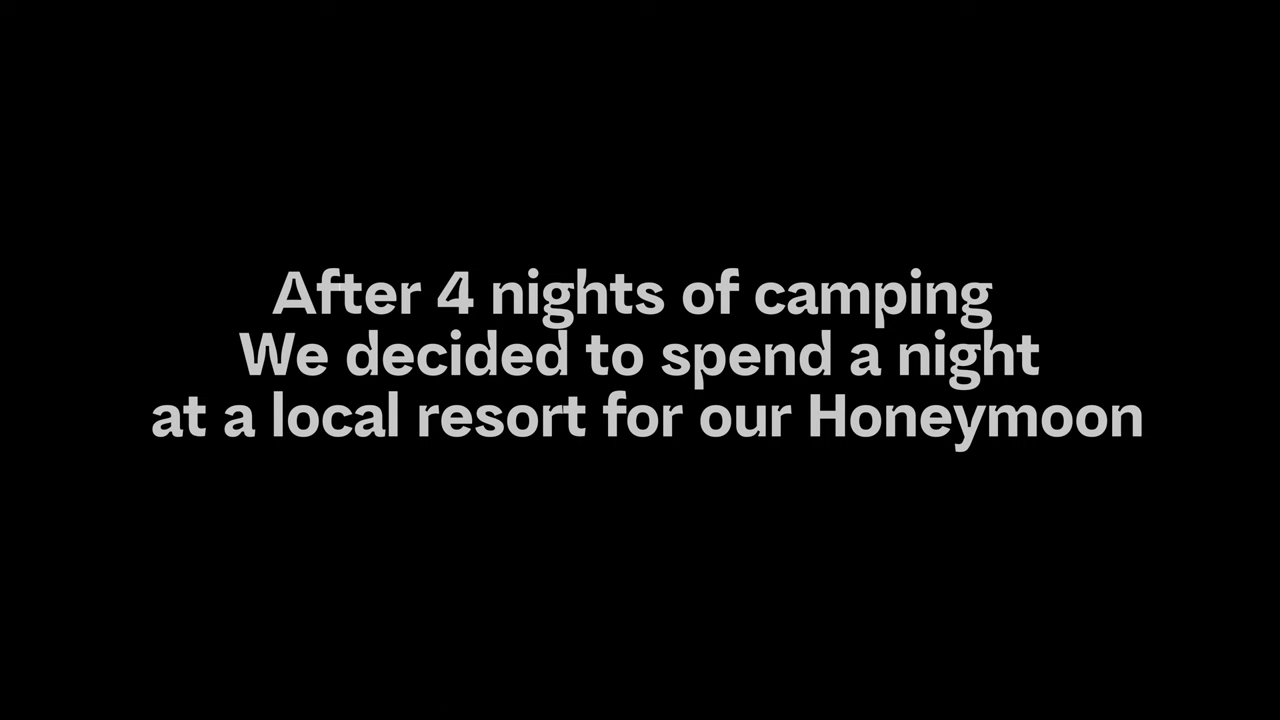 After 4 nights of camping
We decided to spend a night
at a local resort for our Honeymoon